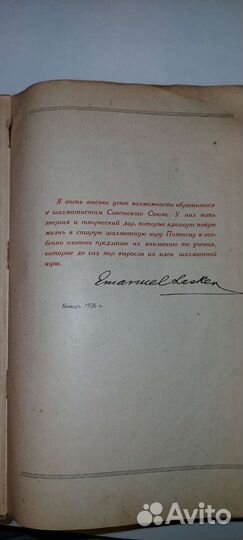 Я очень высоко ценю возможность обратиться
к шахматистам Советского Союза. У них есть
энергия и творческий дар, которые вдохнут новую
жизнь в старую шахматную игру. Поэтому я осо-
бенно охотно предлагаю их вниманию те учения,
которые до сих пор выросли из идеи шахматной
игры.
Emanuel Lasker
Январь 1926 г.
Avito